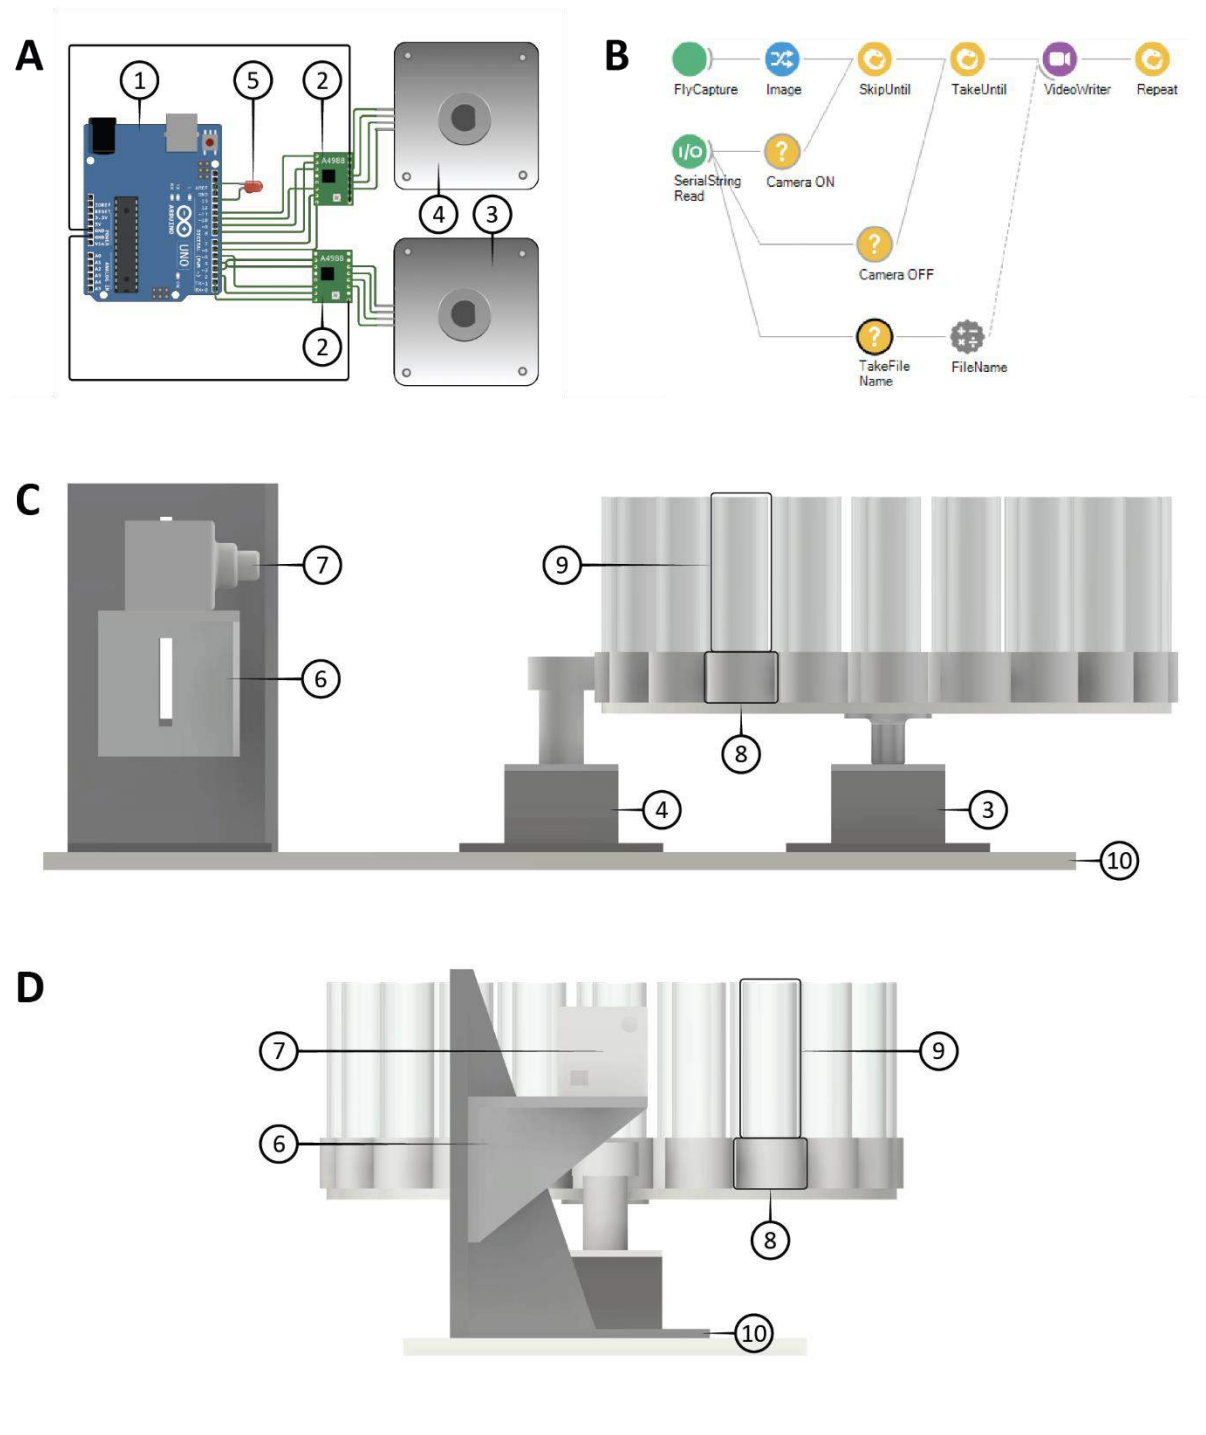 A
1
5
2
A4988
4
3
ARDUINO
UNO
A4988
2
B
FlyCapture
Image
SkipUntil
TakeUntil
VideoWriter
Repeat
I/O
SerialString
Read
?
Camera ON
?
Camera OFF
?
TakeFile
Name
FileName
C
7
9
6
8
4
3
10
D
7
9
6
8
10